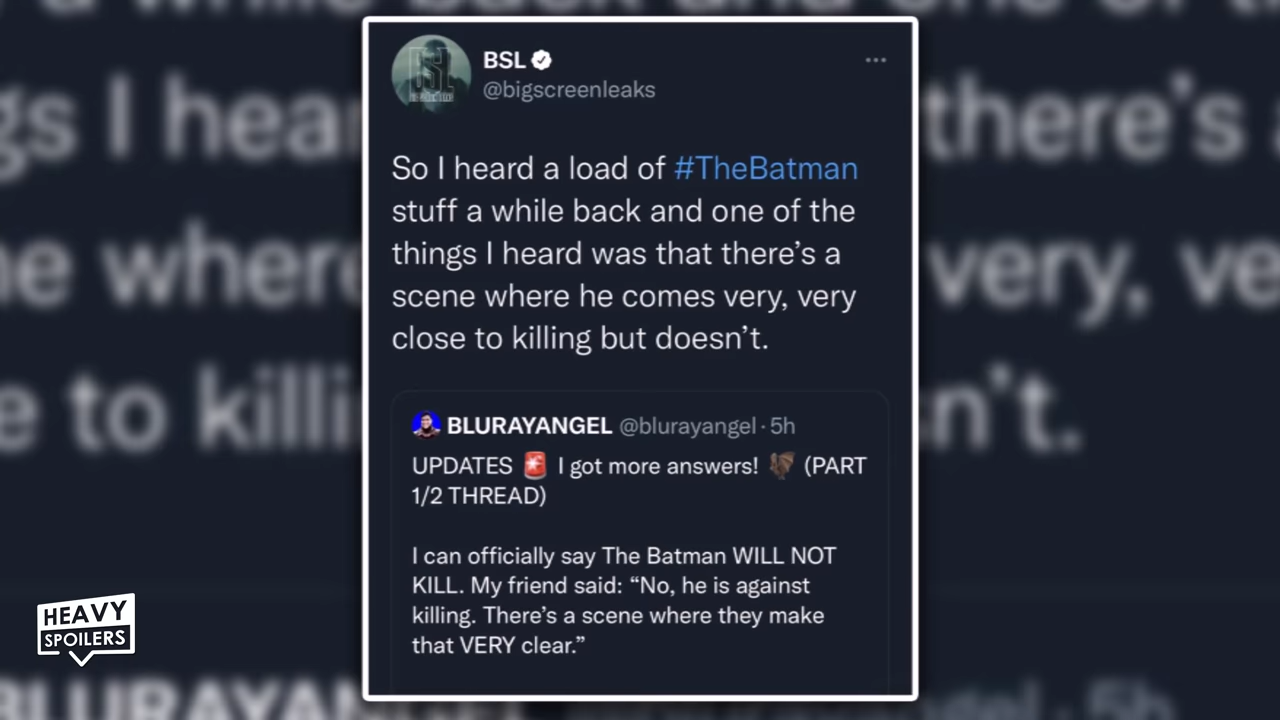 BSL
@bigscreenleaks
So I heard a load of #TheBatman
stuff a while back and one of the
things I heard was that there's a
scene where he comes very, very
close to killing but doesn't.
BLURAYANGEL @blurayangel · 5h
UPDATES 🚨 I got more answers! 🦇 (PART
1/2 THREAD)
I can officially say The Batman WILL NOT
KILL. My friend said: “No, he is against
killing. There's a scene where they make
that VERY clear.”
HEAVY
SPOILERS